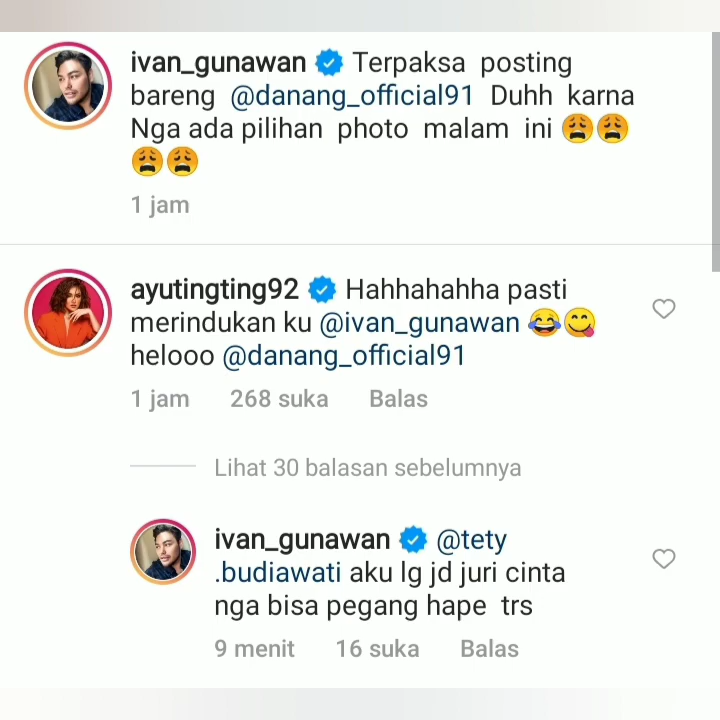 ivan_gunawan Terpaksa posting
bareng @danang_official91 Duhh karna
Nga ada pilihan photo malam ini 😩😩
😩😩
1 jam
ayutingting92 Hahhahahha pasti
merindukan ku @ivan_gunawan 😂😋
helooo @danang_official91
1 jam 268 suka Balas
Lihat 30 balasan sebelumnya
ivan_gunawan @tety
.budiawati aku lg jd juri cinta
nga bisa pegang hape trs
9 menit 16 suka Balas